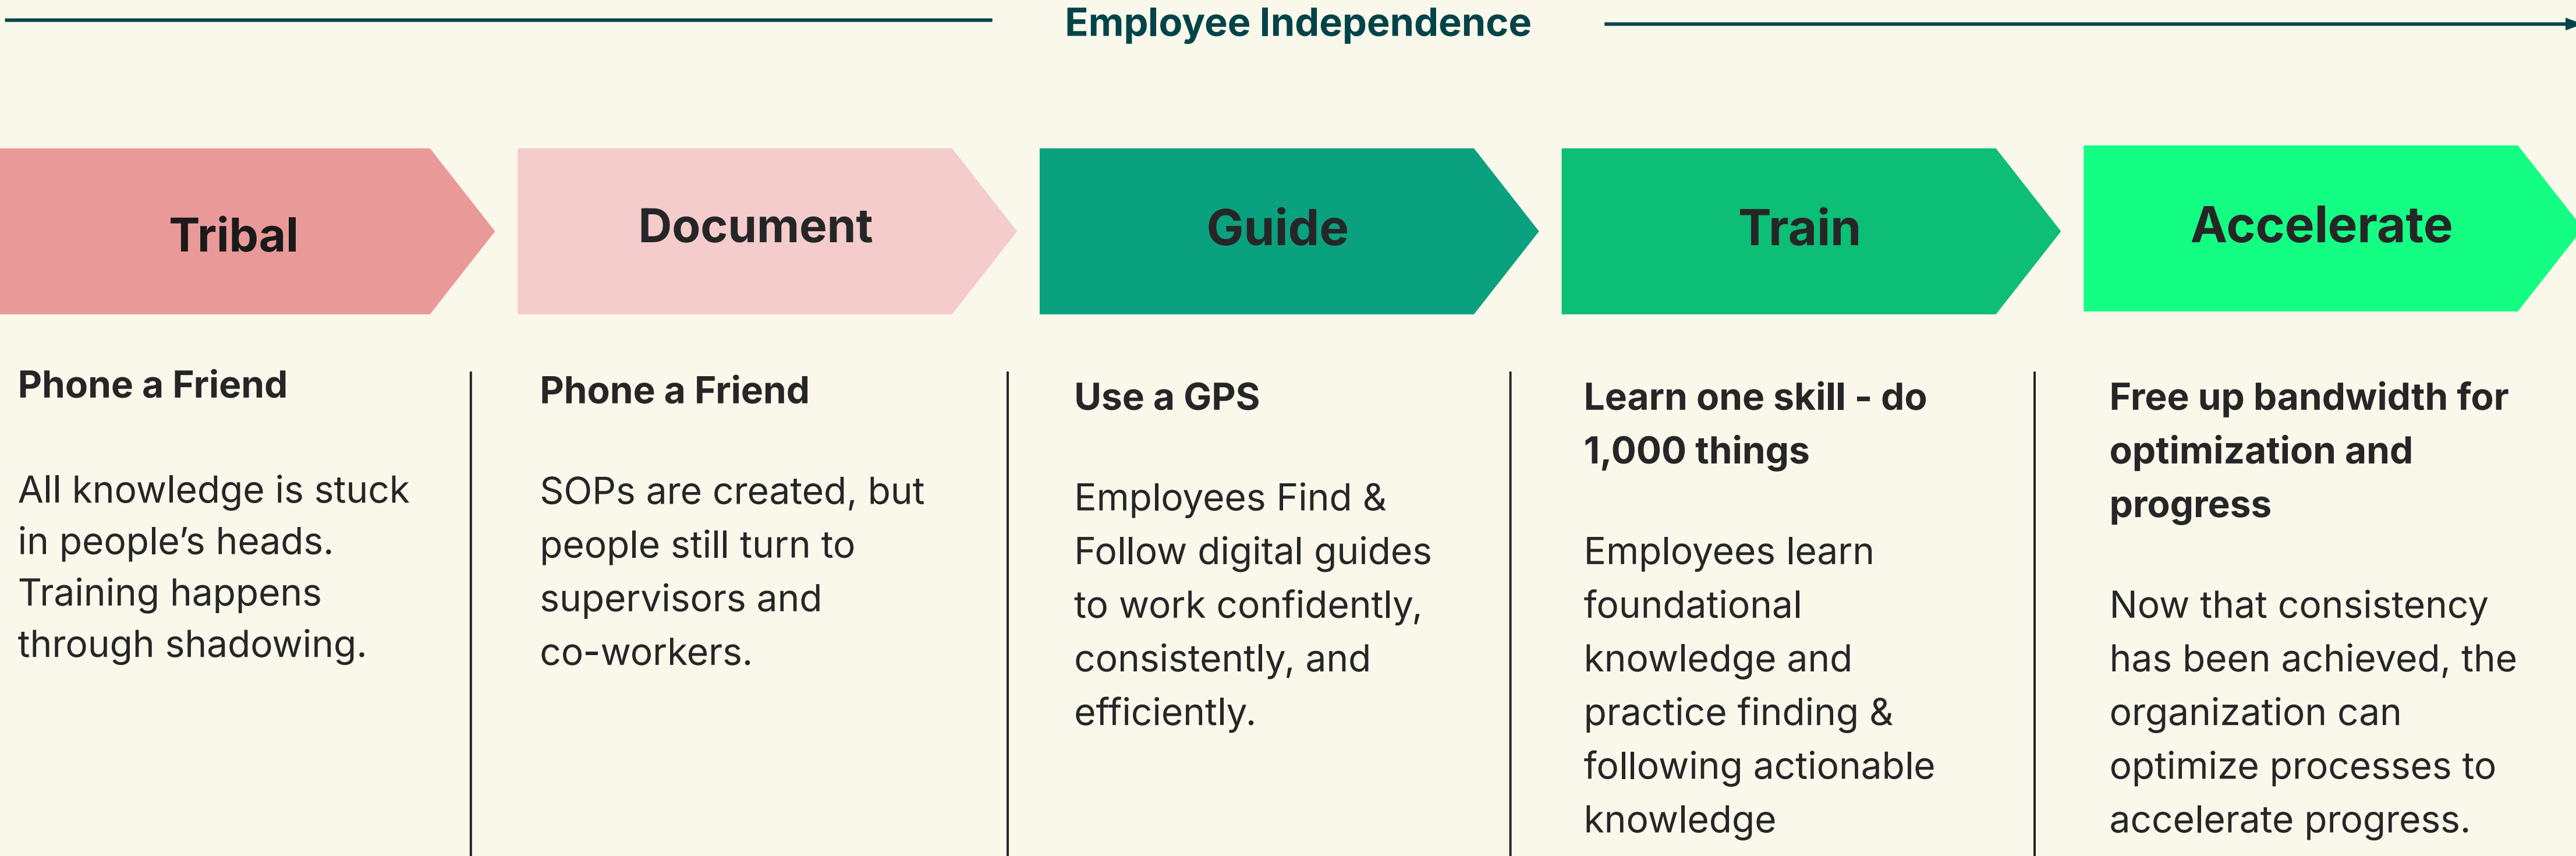 Employee Independence
Tribal
Document
Guide
Train
Accelerate
Phone a Friend
All knowledge is stuck
in people’s heads.
Training happens
through shadowing.
Phone a Friend
SOPs are created, but
people still turn to
supervisors and
co-workers.
Use a GPS
Employees Find &
Follow digital guides
to work confidently,
consistently, and
efficiently.
Learn one skill - do
1,000 things
Employees learn
foundational
knowledge and
practice finding &
following actionable
knowledge
Free up bandwidth for
optimization and
progress
Now that consistency
has been achieved, the
organization can
optimize processes to
accelerate progress.